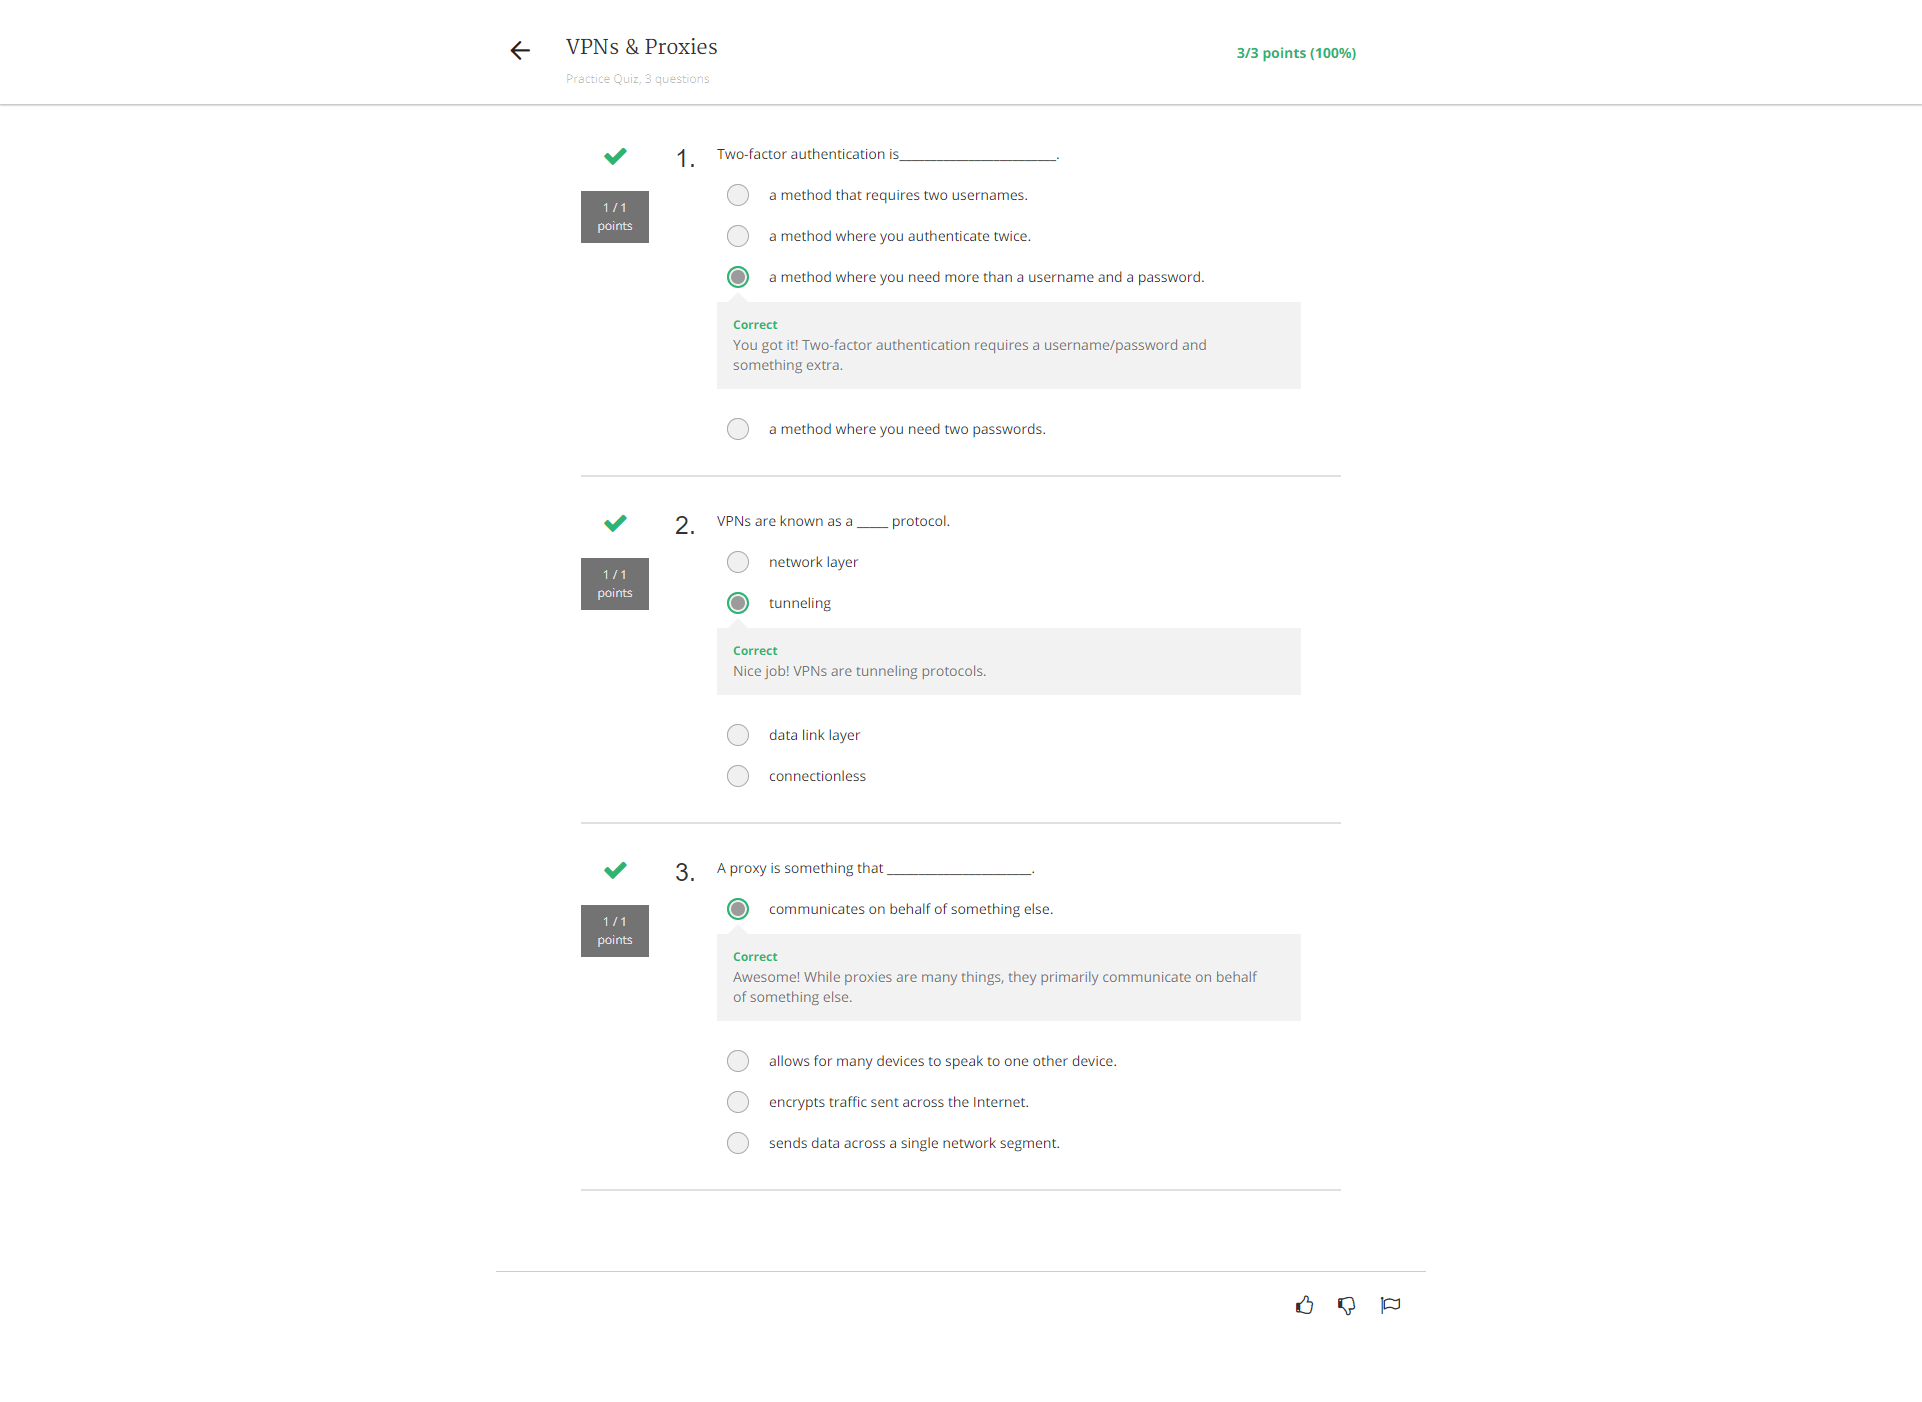 VPNs & Proxies
Practice Quiz, 3 questions
3/3 points (100%)
1.
Two-factor authentication is_________________________.
1 / 1
points
a method that requires two usernames.
a method where you authenticate twice.
a method where you need more than a username and a password.
Correct
You got it! Two-factor authentication requires a username/password and
something extra.
a method where you need two passwords.
2.
VPNs are known as a _____ protocol.
1 / 1
points
network layer
tunneling
Correct
Nice job! VPNs are tunneling protocols.
data link layer
connectionless
3.
A proxy is something that _______________________.
1 / 1
points
communicates on behalf of something else.
Correct
Awesome! While proxies are many things, they primarily communicate on behalf
of something else.
allows for many devices to speak to one other device.
encrypts traffic sent across the Internet.
sends data across a single network segment.